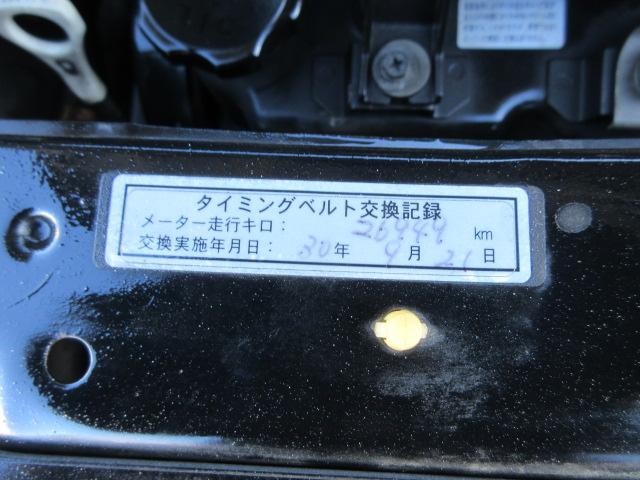 タイミングベルト交換記録
メーター走行キロ： 26949 km
交換実施年月日： 30年 9月 21日